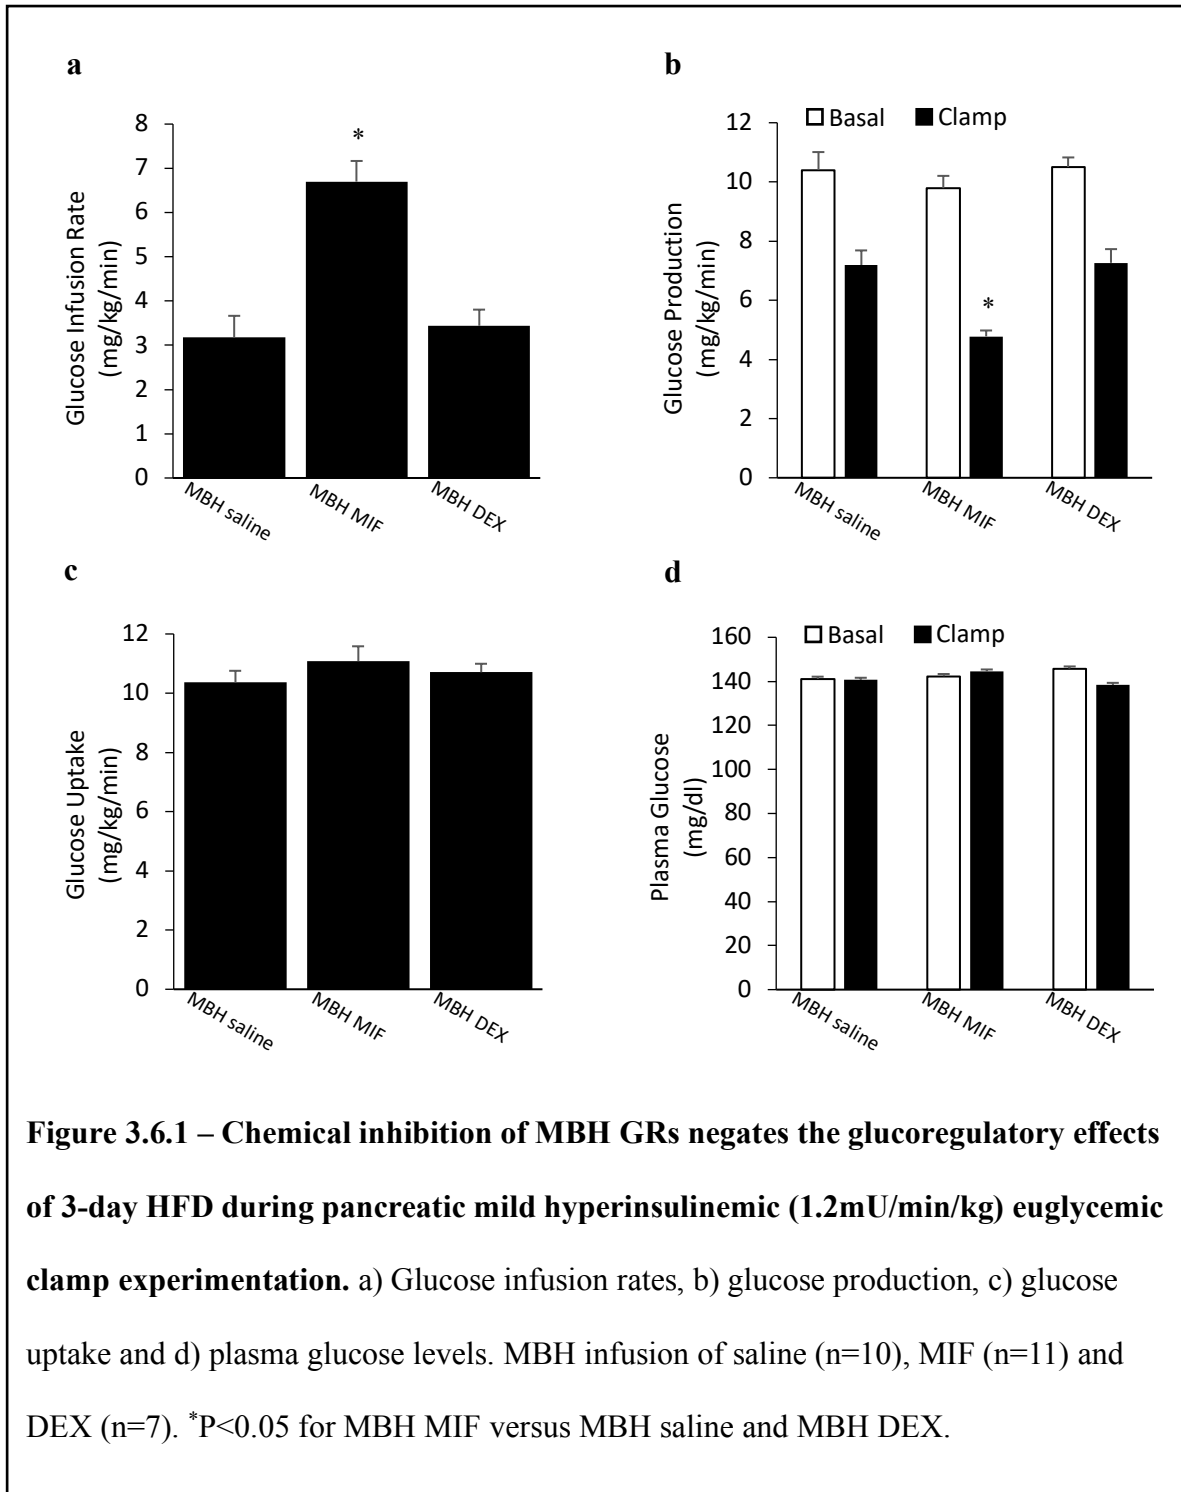 a
8
7
6
5
4
3
2
1
0
Glucose Infusion Rate
(mg/kg/min)
*
MBH saline
MBH MIF
MBH DEX
b
Basal
Clamp
12
10
8
6
4
2
0
Glucose Production
(mg/kg/min)
*
MBH saline
MBH MIF
MBH DEX
c
12
10
8
6
4
2
0
Glucose Uptake
(mg/kg/min)
MBH saline
MBH MIF
MBH DEX
d
Basal
Clamp
160
140
120
100
80
60
40
20
0
Plasma Glucose
(mg/dl)
MBH saline
MBH MIF
MBH DEX
Figure 3.6.1 – Chemical inhibition of MBH GRs negates the glucoregulatory effects
of 3-day HFD during pancreatic mild hyperinsulinemic (1.2mU/min/kg) euglycemic
clamp experimentation. a) Glucose infusion rates, b) glucose production, c) glucose
uptake and d) plasma glucose levels. MBH infusion of saline (n=10), MIF (n=11) and
DEX (n=7). *P<0.05 for MBH MIF versus MBH saline and MBH DEX.